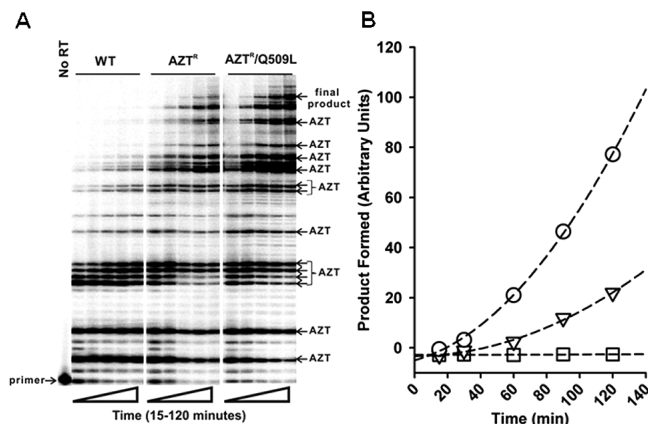 A
No RT
WT
AZTR
AZTR/Q509L
final
product
AZT
AZT
AZT
AZT
AZT
AZT
AZT
AZT
AZT
primer
Time (15-120 minutes)
B
Product Formed (Arbitrary Units)
120
100
80
60
40
20
0
0 20 40 60 80 100 120 140
Time (min)